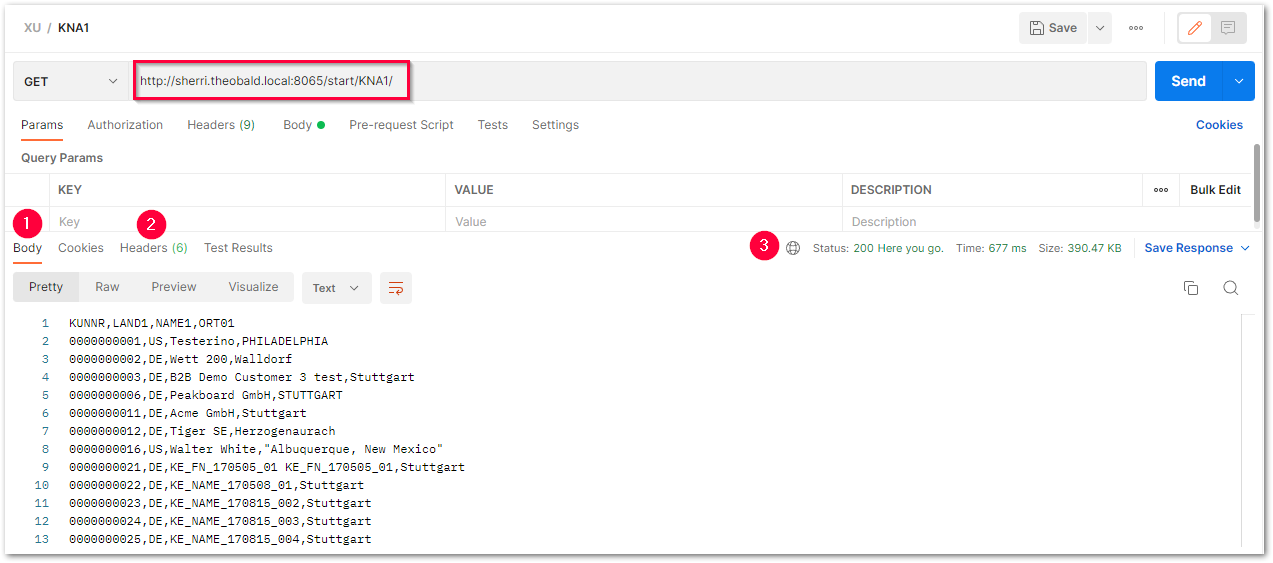 XU / KNA1
Save
GET
http://sherri.theobald.local:8065/start/KNA1/
Send
Params Authorization Headers (9) Body Pre-request Script Tests Settings Cookies
Query Params
KEY VALUE DESCRIPTION Bulk Edit
Key Value Description
1 2 3
Body Cookies Headers (6) Test Results Status: 200 Here you go. Time: 677 ms Size: 390.47 KB Save Response
Pretty Raw Preview Visualize Text
1 KUNNR,LAND1,NAME1,ORT01
2 0000000001,US,Testerino,PHILADELPHIA
3 0000000002,DE,Wett 200,Walldorf
4 0000000003,DE,B2B Demo Customer 3 test,Stuttgart
5 0000000006,DE,Peakboard GmbH,STUTTGART
6 0000000011,DE,Acme GmbH,Stuttgart
7 0000000012,DE,Tiger SE,Herzogenaurach
8 0000000016,US,Walter White,"Albuquerque, New Mexico"
9 0000000021,DE,KE_FN_170505_01 KE_FN_170505_01,Stuttgart
10 0000000022,DE,KE_NAME_170508_01,Stuttgart
11 0000000023,DE,KE_NAME_170815_002,Stuttgart
12 0000000024,DE,KE_NAME_170815_003,Stuttgart
13 0000000025,DE,KE_NAME_170815_004,Stuttgart